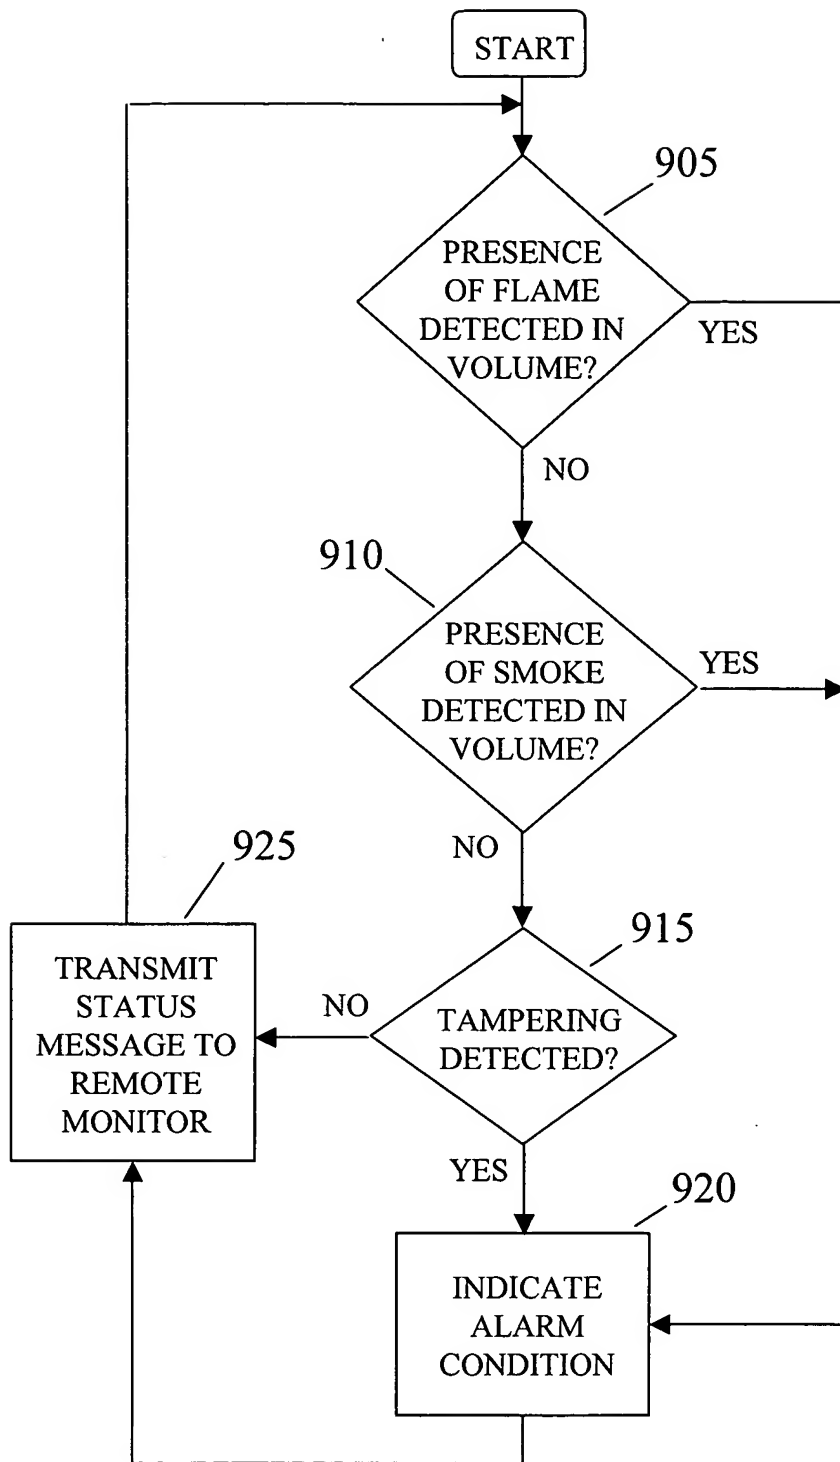 START
905
PRESENCE
OF FLAME
DETECTED IN
VOLUME?
YES
NO
910
PRESENCE
OF SMOKE
DETECTED IN
VOLUME?
YES
NO
925
915
TRANSMIT
STATUS
MESSAGE TO
REMOTE
MONITOR
NO
TAMPERING
DETECTED?
YES
920
INDICATE
ALARM
CONDITION